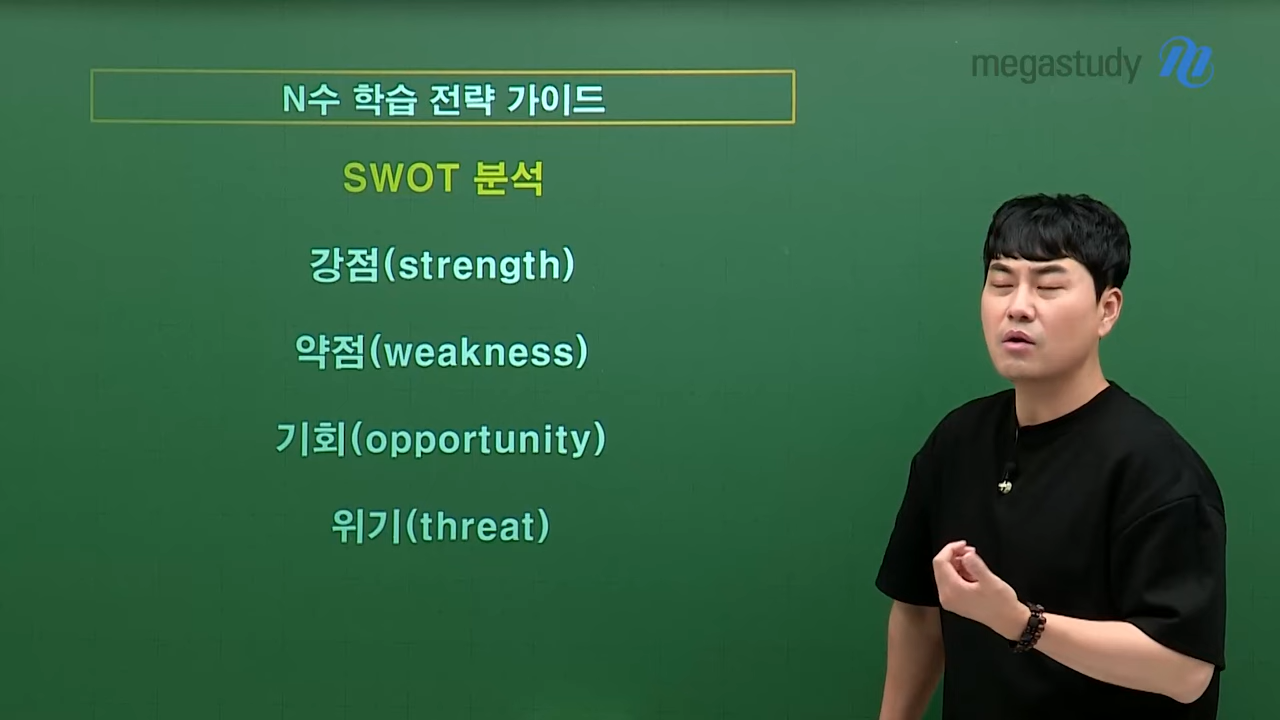 megastudy
N수 학습 전략 가이드
SWOT 분석
강점(strength)
약점(weakness)
기회(opportunity)
위기(threat)